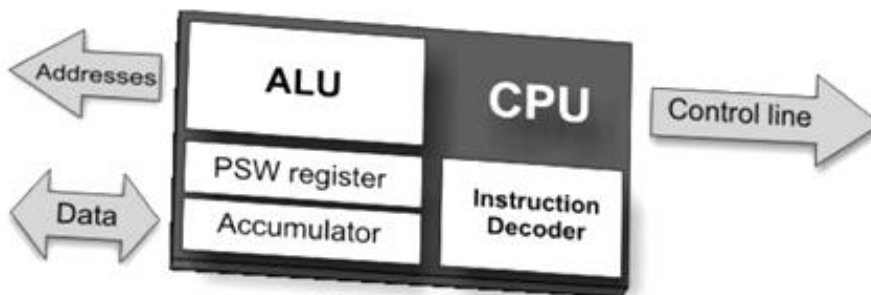 Addresses
ALU
CPU
Control line
PSW register
Data
Accumulator
Instruction
Decoder